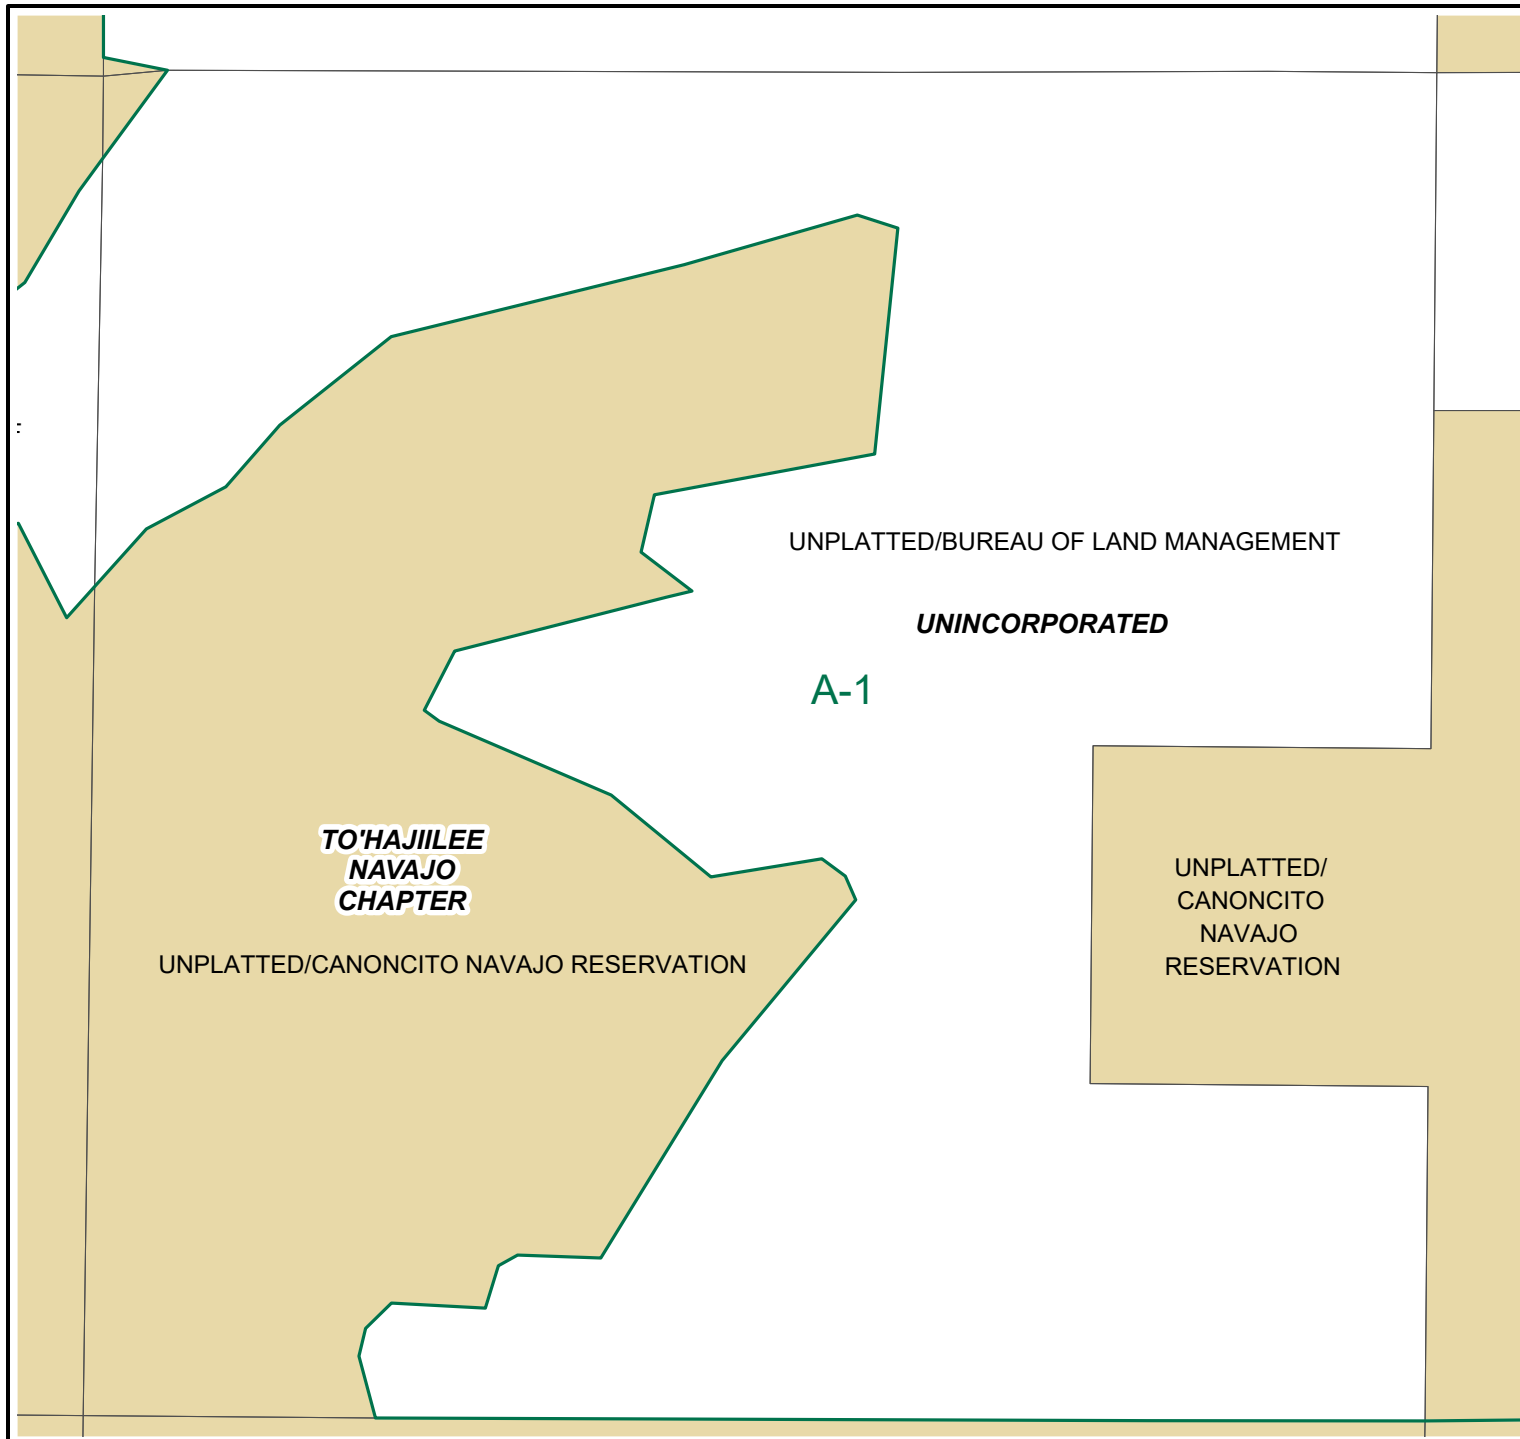 UNPLATTED/BUREAU OF LAND MANAGEMENT
UNINCORPORATED
A-1
TO'HAJIILEE
NAVAJO
CHAPTER
UNPLATTED/CANONCITO NAVAJO RESERVATION
UNPLATTED/
CANONCITO
NAVAJO
RESERVATION